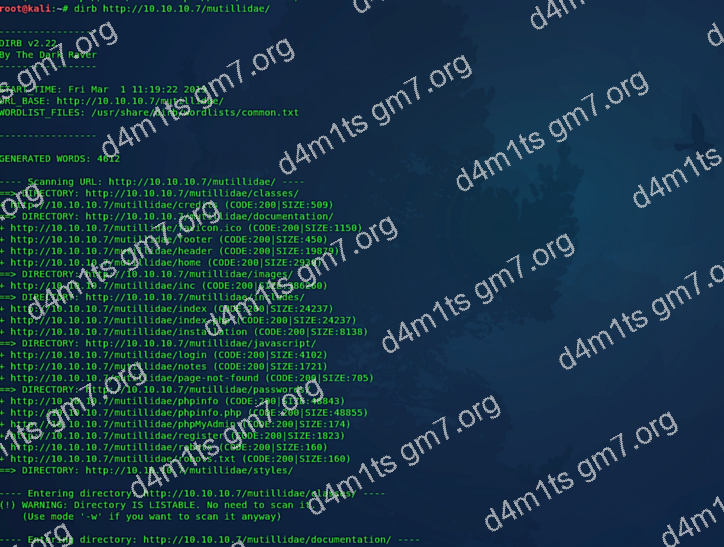 root@kali:~# dirb http://10.10.10.7/mutillidae/
-----------------
DIRB v2.22
By The Dark Raver
-----------------
START_TIME: Fri Mar 1 11:19:22 2019
URL_BASE: http://10.10.10.7/mutillidae/
WORDLIST_FILES: /usr/share/dirb/wordlists/common.txt
-----------------
GENERATED WORDS: 4612
---- Scanning URL: http://10.10.10.7/mutillidae/ ----
==> DIRECTORY: http://10.10.10.7/mutillidae/classes/
+ http://10.10.10.7/mutillidae/credits (CODE:200|SIZE:509)
==> DIRECTORY: http://10.10.10.7/mutillidae/documentation/
+ http://10.10.10.7/mutillidae/favicon.ico (CODE:200|SIZE:1150)
+ http://10.10.10.7/mutillidae/footer (CODE:200|SIZE:450)
+ http://10.10.10.7/mutillidae/header (CODE:200|SIZE:19879)
+ http://10.10.10.7/mutillidae/home (CODE:200|SIZE:
==> DIRECTORY: http://10.10.10.7/mutillidae/images/
+ http://10.10.10.7/mutillidae/inc (CODE:200|SIZE:
==> DIRECTORY: http://10.10.10.7/mutillidae/includes/
+ http://10.10.10.7/mutillidae/index (CODE:200|SIZE:24237)
+ http://10.10.10.7/mutillidae/index.php (CODE:200|SIZE:24237)
+ http://10.10.10.7/mutillidae/installation (CODE:200|SIZE:8138)
==> DIRECTORY: http://10.10.10.7/mutillidae/javascript/
+ http://10.10.10.7/mutillidae/login (CODE:200|SIZE:4102)
+ http://10.10.10.7/mutillidae/notes (CODE:200|SIZE:1721)
+ http://10.10.10.7/mutillidae/page-not-found (CODE:200|SIZE:705)
==> DIRECTORY: http://10.10.10.7/mutillidae/passwords/
+ http://10.10.10.7/mutillidae/phpinfo (CODE:200|SIZE:48843)
+ http://10.10.10.7/mutillidae/phpinfo.php (CODE:200|SIZE:48855)
+ http://10.10.10.7/mutillidae/phpMyAdmin (CODE:200|SIZE:174)
+ http://10.10.10.7/mutillidae/register (CODE:200|SIZE:1823)
+ http://10.10.10.7/mutillidae/robots (CODE:200|SIZE:160)
+ http://10.10.10.7/mutillidae/robots.txt (CODE:200|SIZE:160)
==> DIRECTORY: http://10.10.10.7/mutillidae/styles/
---- Entering directory: http://10.10.10.7/mutillidae/classes/ ----
(!) WARNING: Directory IS LISTABLE. No need to scan it.
(Use mode '-w' if you want to scan it anyway)
---- Entering directory: http://10.10.10.7/mutillidae/documentation/ ----
d4m1ts gm7.org